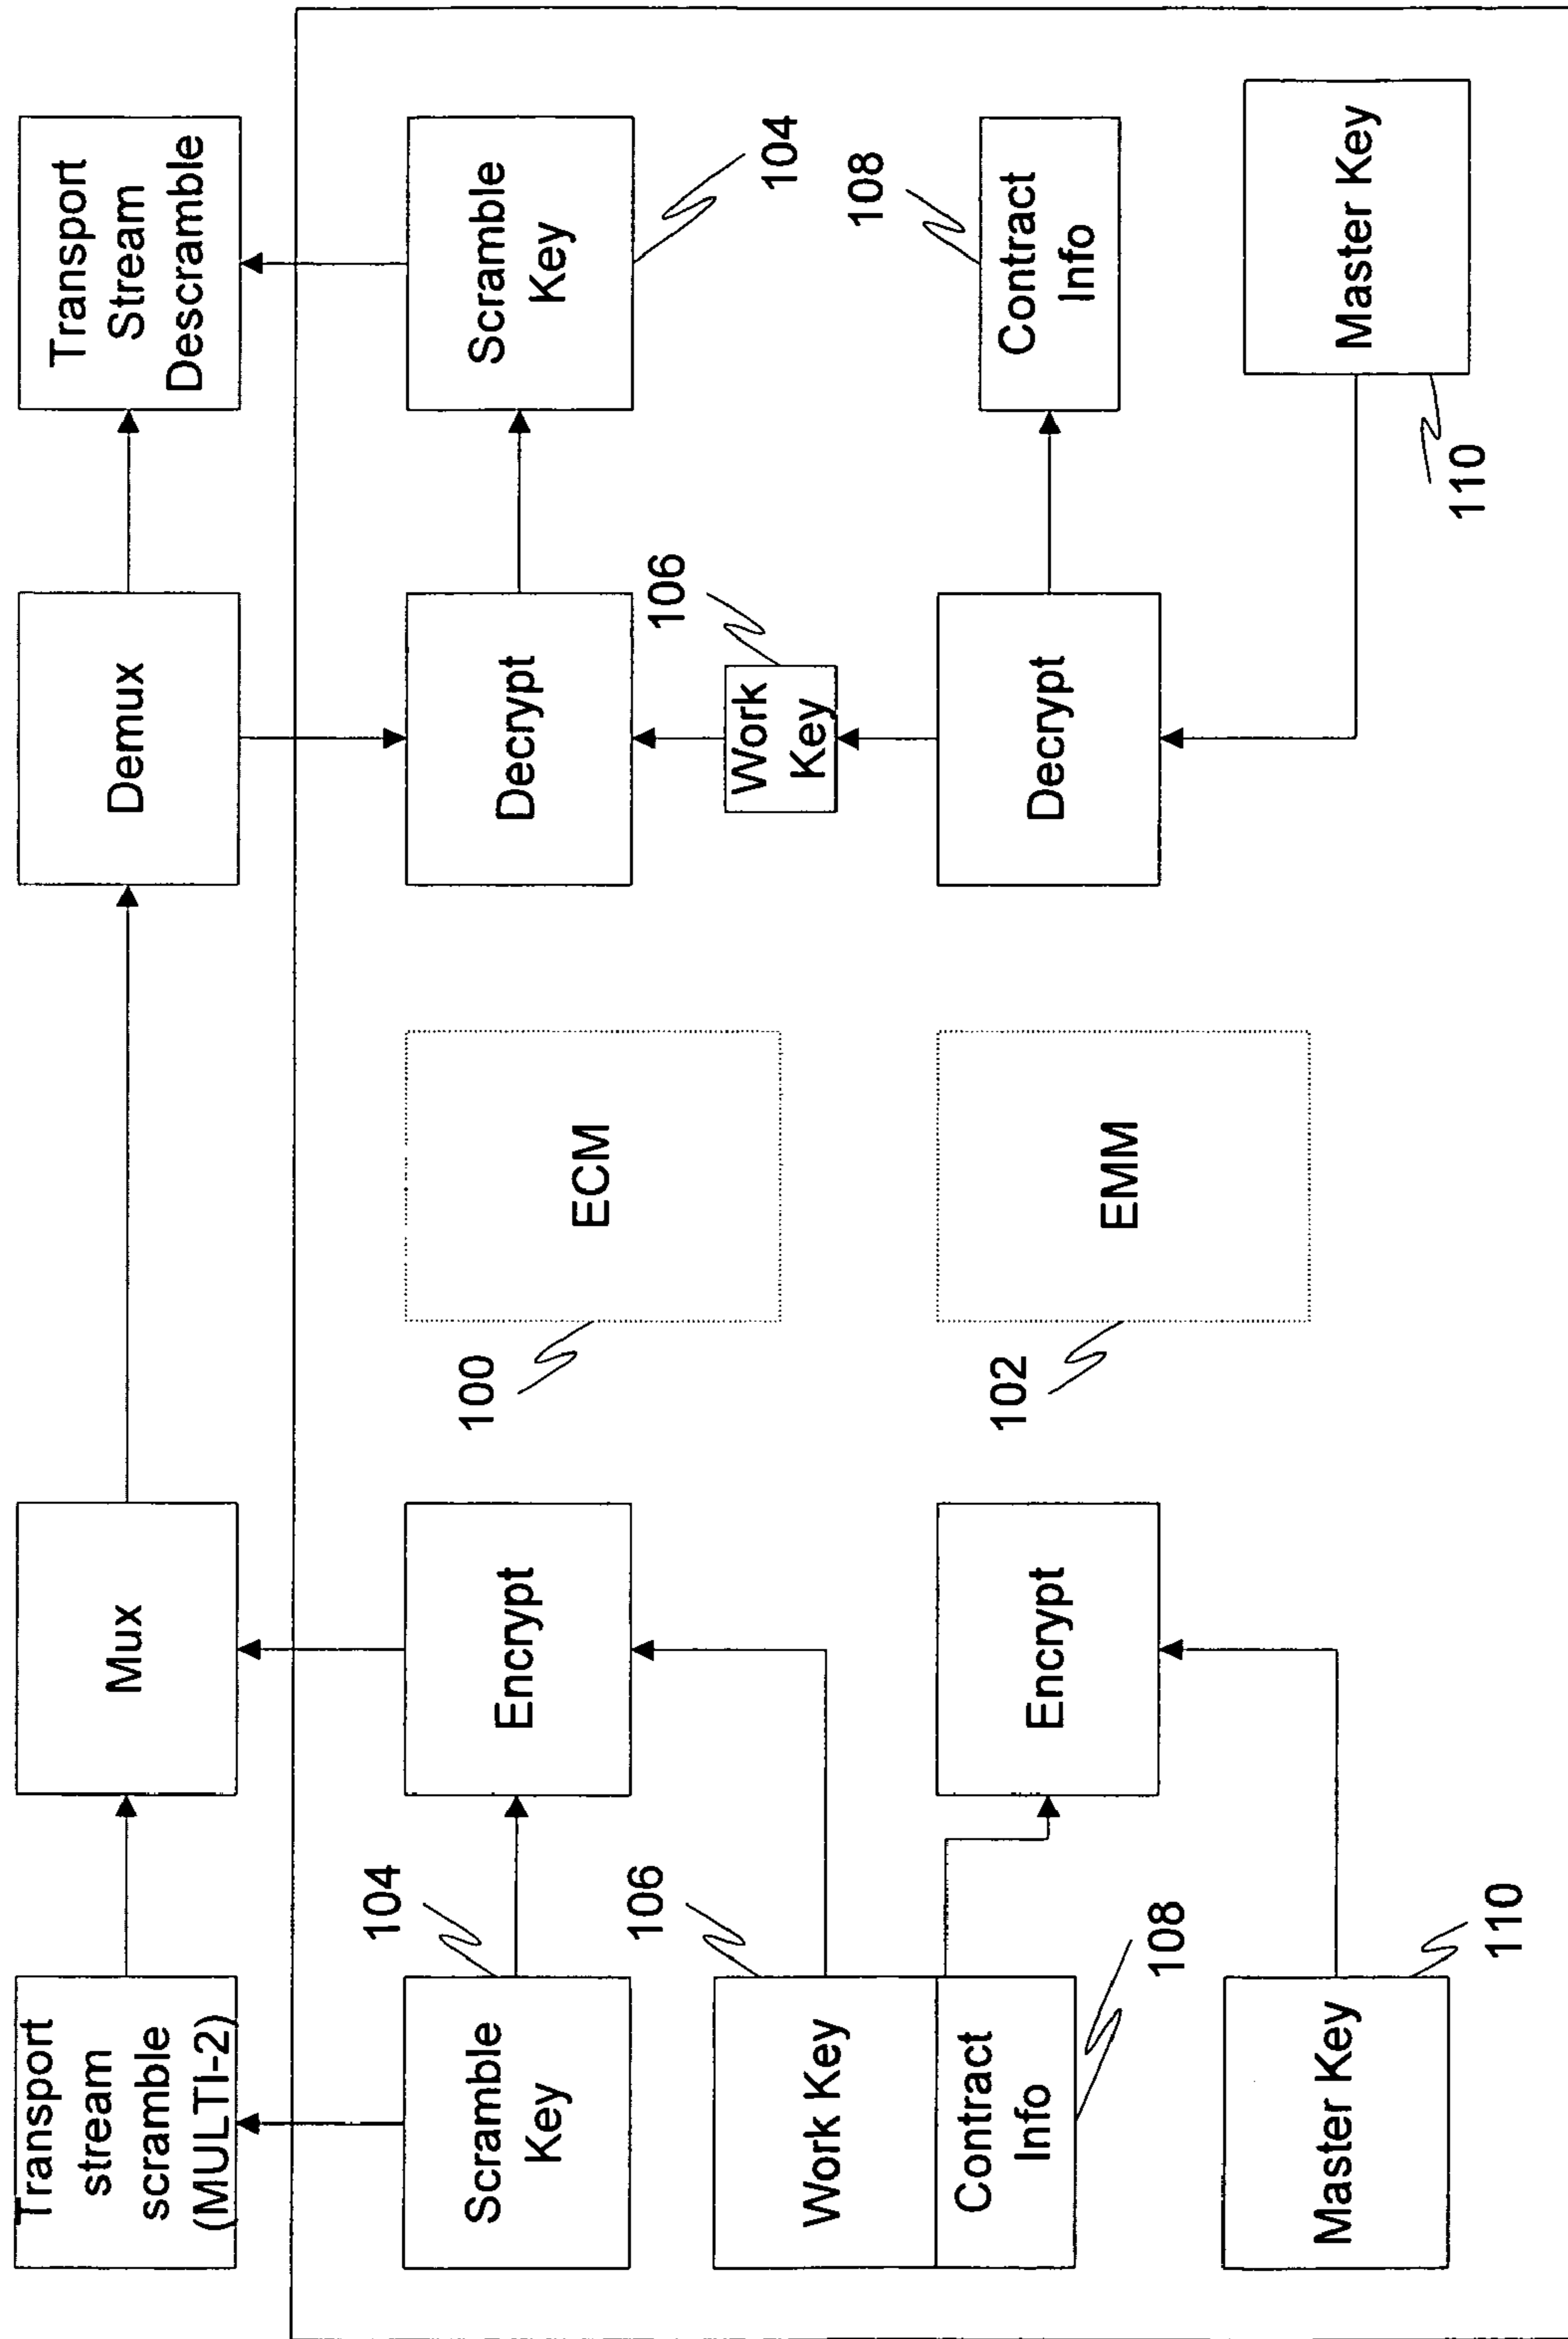 Transport
stream
scramble
(MULTI-2)
Mux
Demux
Transport
Stream
Descramble
104
Scramble
Key
Encrypt
100
ECM
Decrypt
Scramble
Key
104
106
Work Key
106
Work
Key
108
Contract
Info
108
Encrypt
102
EMM
Decrypt
Contract
Info
Master Key
110
Master Key
110